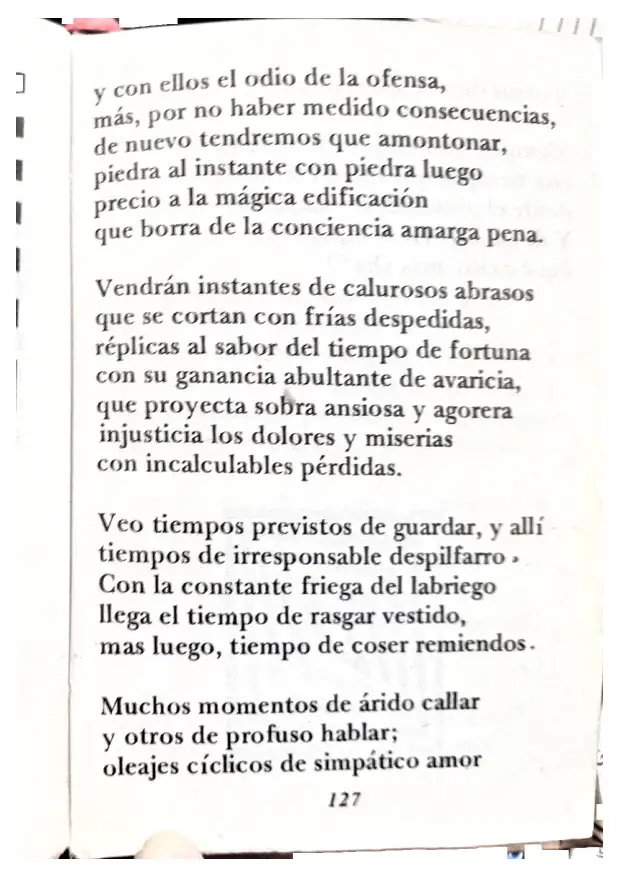 y con ellos el odio de la ofensa,
más, por no haber medido consecuencias,
de nuevo tendremos que amontonar,
piedra al instante con piedra luego
precio a la mágica edificación
que borra de la conciencia amarga pena.
Vendrán instantes de calurosos abrasos
que se cortan con frías despedidas,
réplicas al sabor del tiempo de fortuna
con su ganancia abultante de avaricia,
que proyecta sobra ansiosa y agorera
injusticia los dolores y miserias
con incalculables pérdidas.
Veo tiempos previstos de guardar, y allí
tiempos de irresponsable despilfarro.
Con la constante friega del labriego
llega el tiempo de rasgar vestido,
mas luego, tiempo de coser remiendos.
Muchos momentos de árido callar
y otros de profuso hablar;
oleajes cíclicos de simpático amor
127